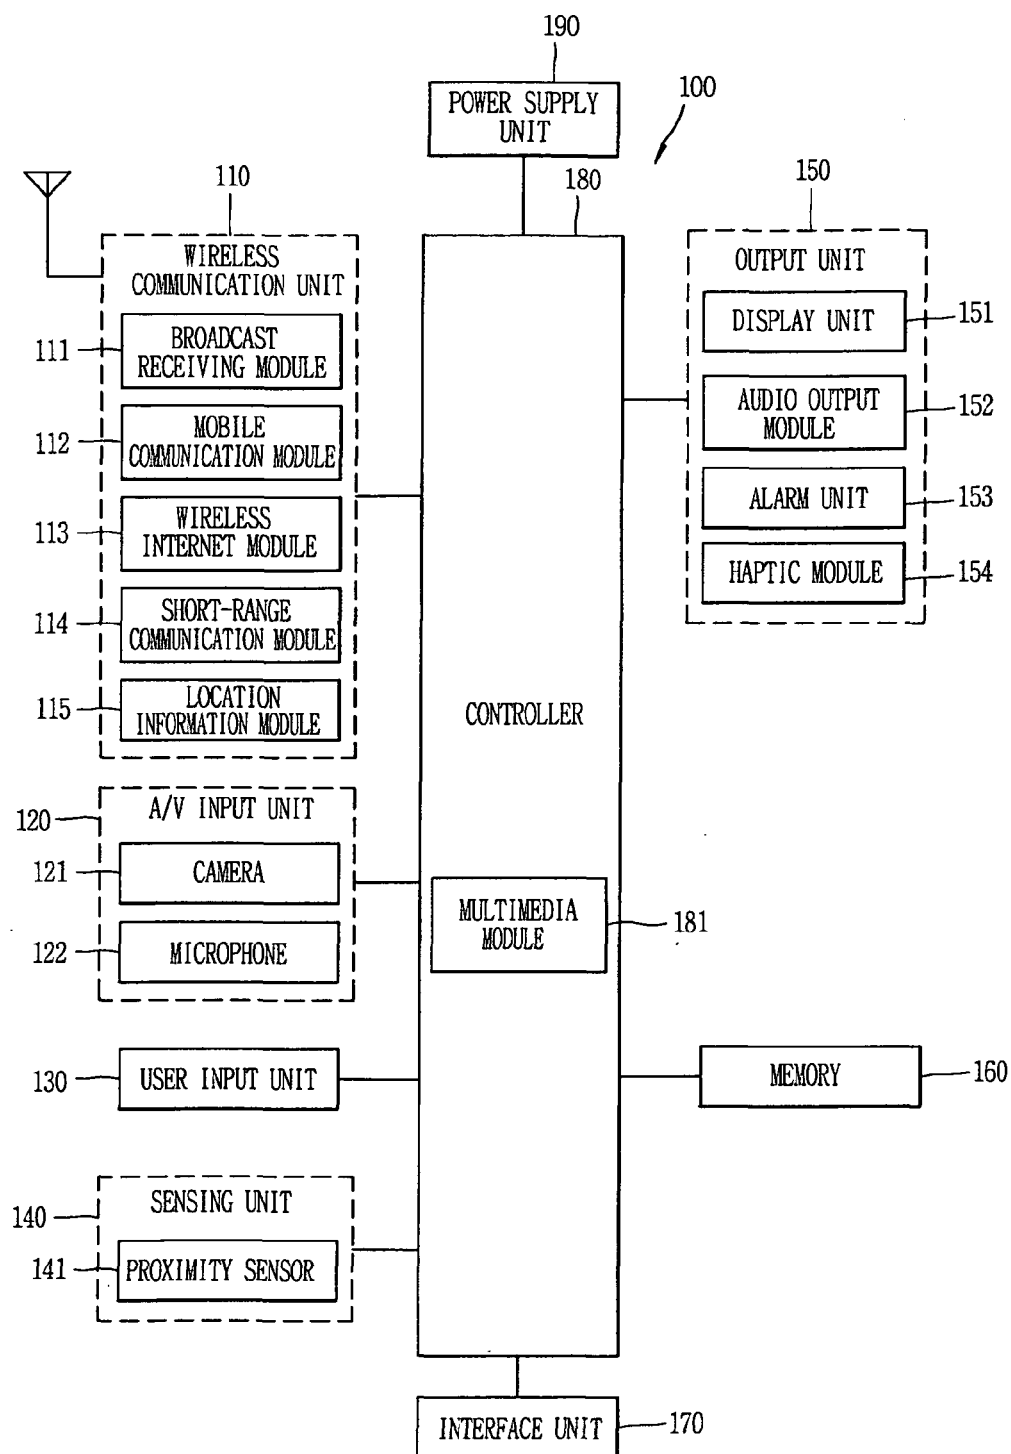 190
POWER SUPPLY
UNIT
100
110
180
150
WIRELESS
COMMUNICATION UNIT
111
BROADCAST
RECEIVING MODULE
112
MOBILE
COMMUNICATION MODULE
113
WIRELESS
INTERNET MODULE
114
SHORT-RANGE
COMMUNICATION MODULE
115
LOCATION
INFORMATION MODULE
120
A/V INPUT UNIT
121
CAMERA
122
MICROPHONE
130
USER INPUT UNIT
140
SENSING UNIT
141
PROXIMITY SENSOR
CONTROLLER
MULTIMEDIA
MODULE
181
OUTPUT UNIT
DISPLAY UNIT
151
AUDIO OUTPUT
MODULE
152
ALARM UNIT
153
HAPTIC MODULE
154
MEMORY
160
INTERFACE UNIT
170